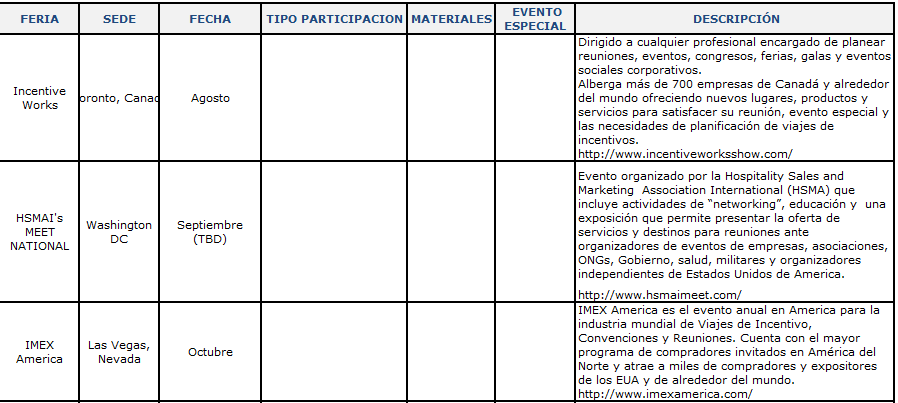 FERIA SEDE FECHA TIPO PARTICIPACION MATERIALES EVENTO ESPECIAL DESCRIPCIÓN
Incentive
Works
oronto, Canad
Agosto
Dirigido a cualquier profesional encargado de planear
reuniones, eventos, congresos, ferias, galas y eventos
sociales corporativos.
Alberga más de 700 empresas de Canadá y alrededor
del mundo ofreciendo nuevos lugares, productos y
servicios para satisfacer su reunión, evento especial y
las necesidades de planificación de viajes de
incentivos.
http://www.incentiveworksshow.com/
HSMAI's
MEET
NATIONAL
Washington
DC
Septiembre
(TBD)
Evento organizado por la Hospitality Sales and
Marketing Association International (HSMA) que
incluye actividades de “networking”, educación y una
exposición que permite presentar la oferta de
servicios y destinos para reuniones ante
organizadores de eventos de empresas, asociaciones,
ONGs, Gobierno, salud, militares y organizadores
independientes de Estados Unidos de America.
http://www.hsmaimeet.com/
IMEX
America
Las Vegas,
Nevada
Octubre
IMEX America es el evento anual en America para la
industria mundial de Viajes de Incentivo,
Convenciones y Reuniones. Cuenta con el mayor
programa de compradores invitados en América del
Norte y atrae a miles de compradores y expositores
de los EUA y de alrededor del mundo.
http://www.imexamerica.com/